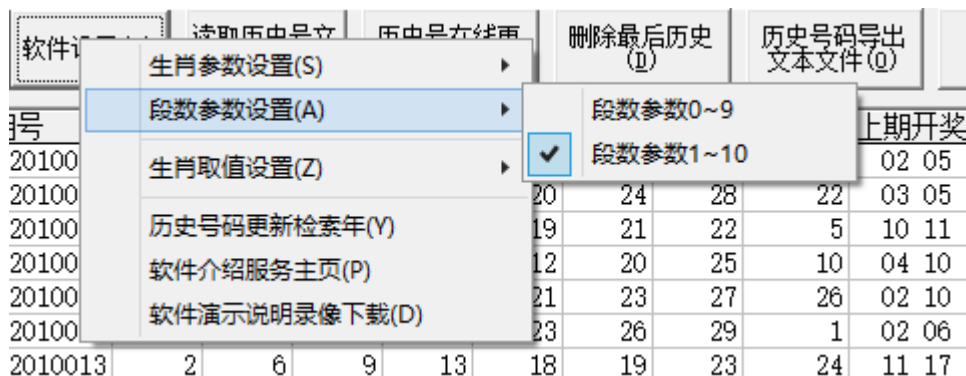 软件设
读取历史号文
历史号在线更
删除最后历史
(D)
历史号码导出
文本文件(O)
生肖参数设置(S)
段数参数设置(A)
段数参数0~9
段数参数1~10
生肖取值设置(Z)
历史号码更新检索年(Y)
软件介绍服务主页(P)
软件演示说明录像下载(D)
号 上期开奖
20100 02 05
20100 20 24 28 22 03 05
20100 19 21 22 5 10 11
20100 12 20 25 10 04 10
20100 21 23 27 26 02 10
20100 23 26 29 1 02 06
2010013 2 6 9 13 18 19 23 24 11 17